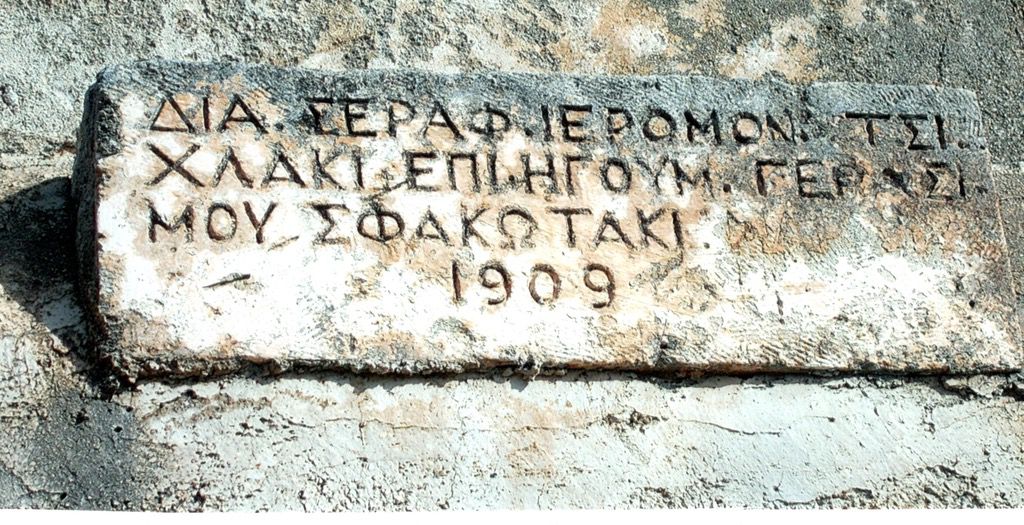 ΔΙΑ. ΣΕΡΑΦ. ΙΕΡΟΜΟΝ. ΤΣΙ.
ΧΛΑΚΙ ΕΠΙ ΗΓΟΥΜ. ΓΕΡΑΣΙ.
ΜΟΥ ΣΦΑΚΩΤΑΚΙ.
1909